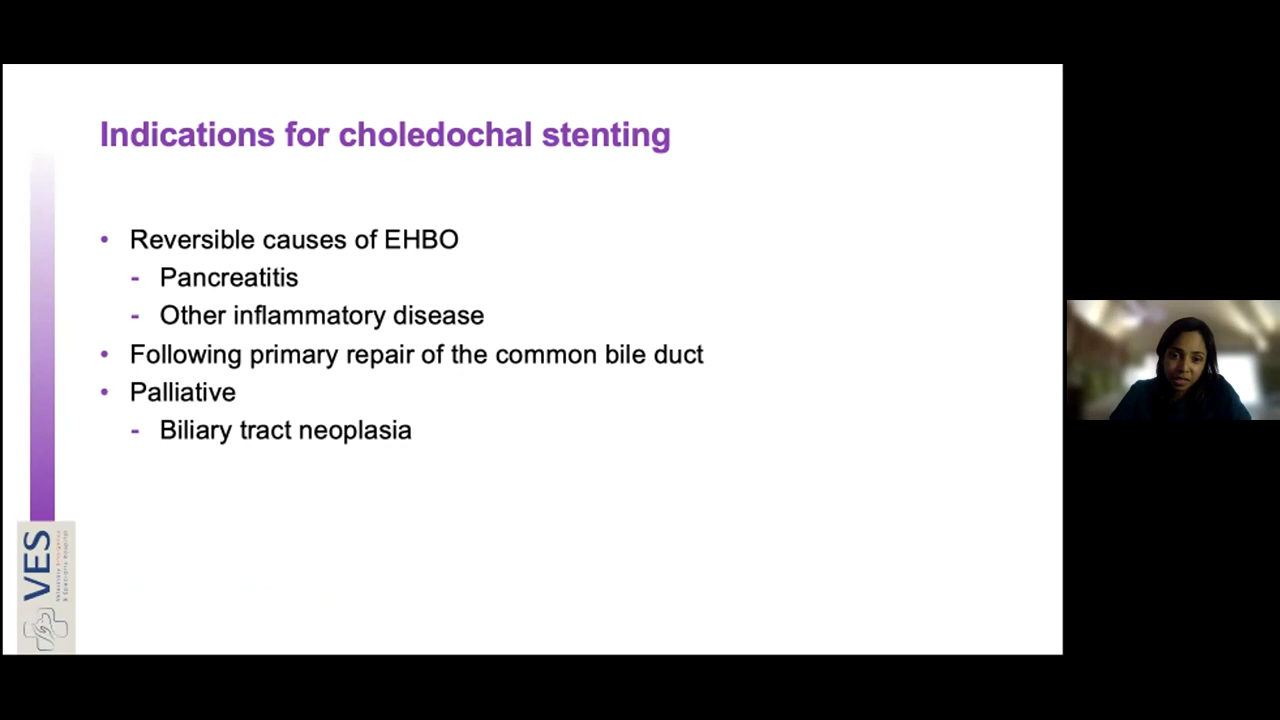 Indications for choledochal stenting
• Reversible causes of EHBO
- Pancreatitis
- Other inflammatory disease
• Following primary repair of the common bile duct
• Palliative
- Biliary tract neoplasia
VES